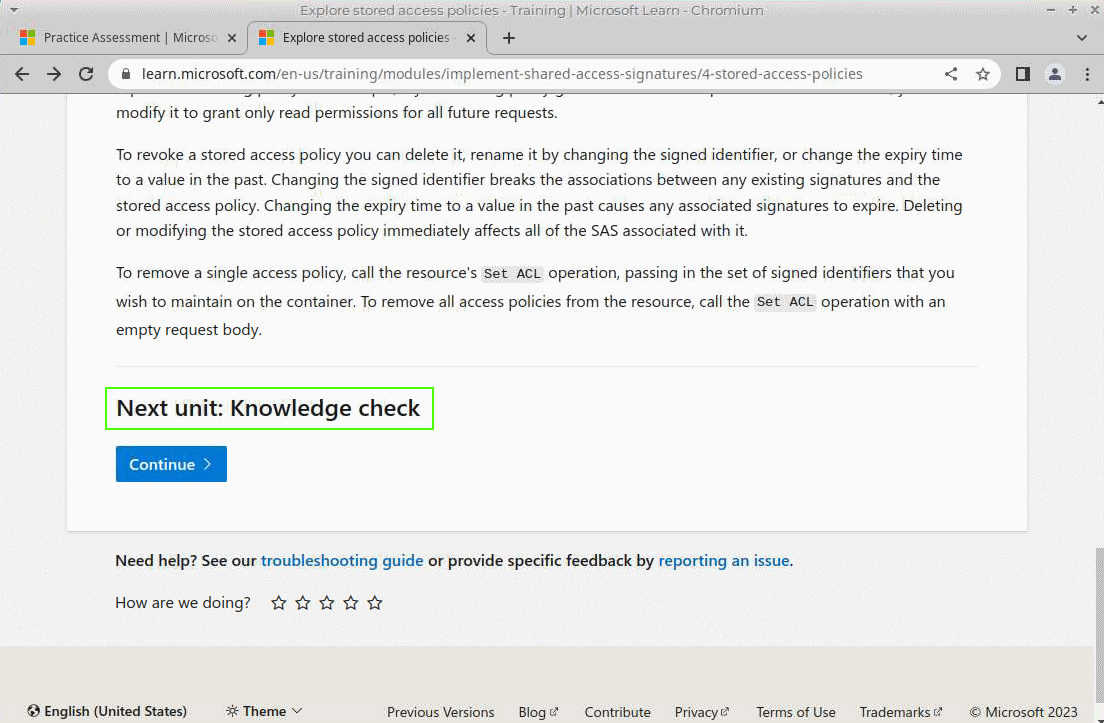 Explore stored access policies - Training | Microsoft Learn - Chromium
Practice Assessment | Microso
Explore stored access policies -
learn.microsoft.com/en-us/training/modules/implement-shared-access-signatures/4-stored-access-policies
modify it to grant only read permissions for all future requests.
To revoke a stored access policy you can delete it, rename it by changing the signed identifier, or change the expiry time
to a value in the past. Changing the signed identifier breaks the associations between any existing signatures and the
stored access policy. Changing the expiry time to a value in the past causes any associated signatures to expire. Deleting
or modifying the stored access policy immediately affects all of the SAS associated with it.
To remove a single access policy, call the resource's Set ACL operation, passing in the set of signed identifiers that you
wish to maintain on the container. To remove all access policies from the resource, call the Set ACL operation with an
empty request body.
Next unit: Knowledge check
Continue
Need help? See our troubleshooting guide or provide specific feedback by reporting an issue.
How are we doing?
English (United States) Theme Previous Versions Blog Contribute Privacy Terms of Use Trademarks © Microsoft 2023